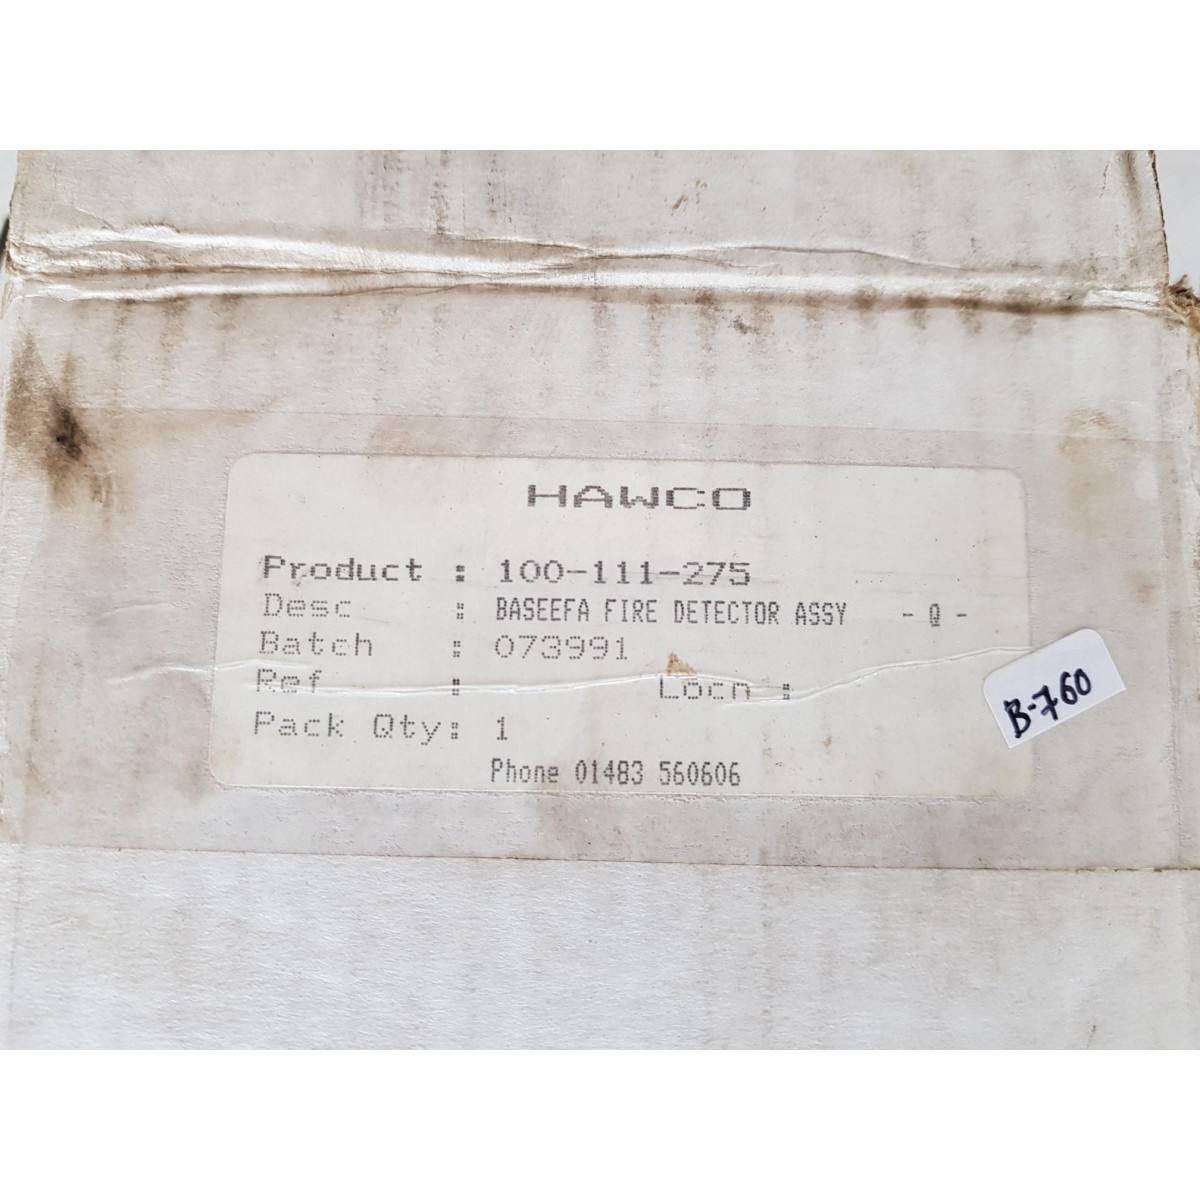 HAWCO
Product : 100-111-275
Desc : BASEEFA FIRE DETECTOR ASSY - Q -
Batch : 073991
Ref : Locn :
B-760
Pack Qty: 1
Phone 01483 560606